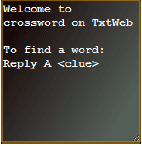 Welcome to
crossword on TxtWeb
To find a word:
Reply A <clue>